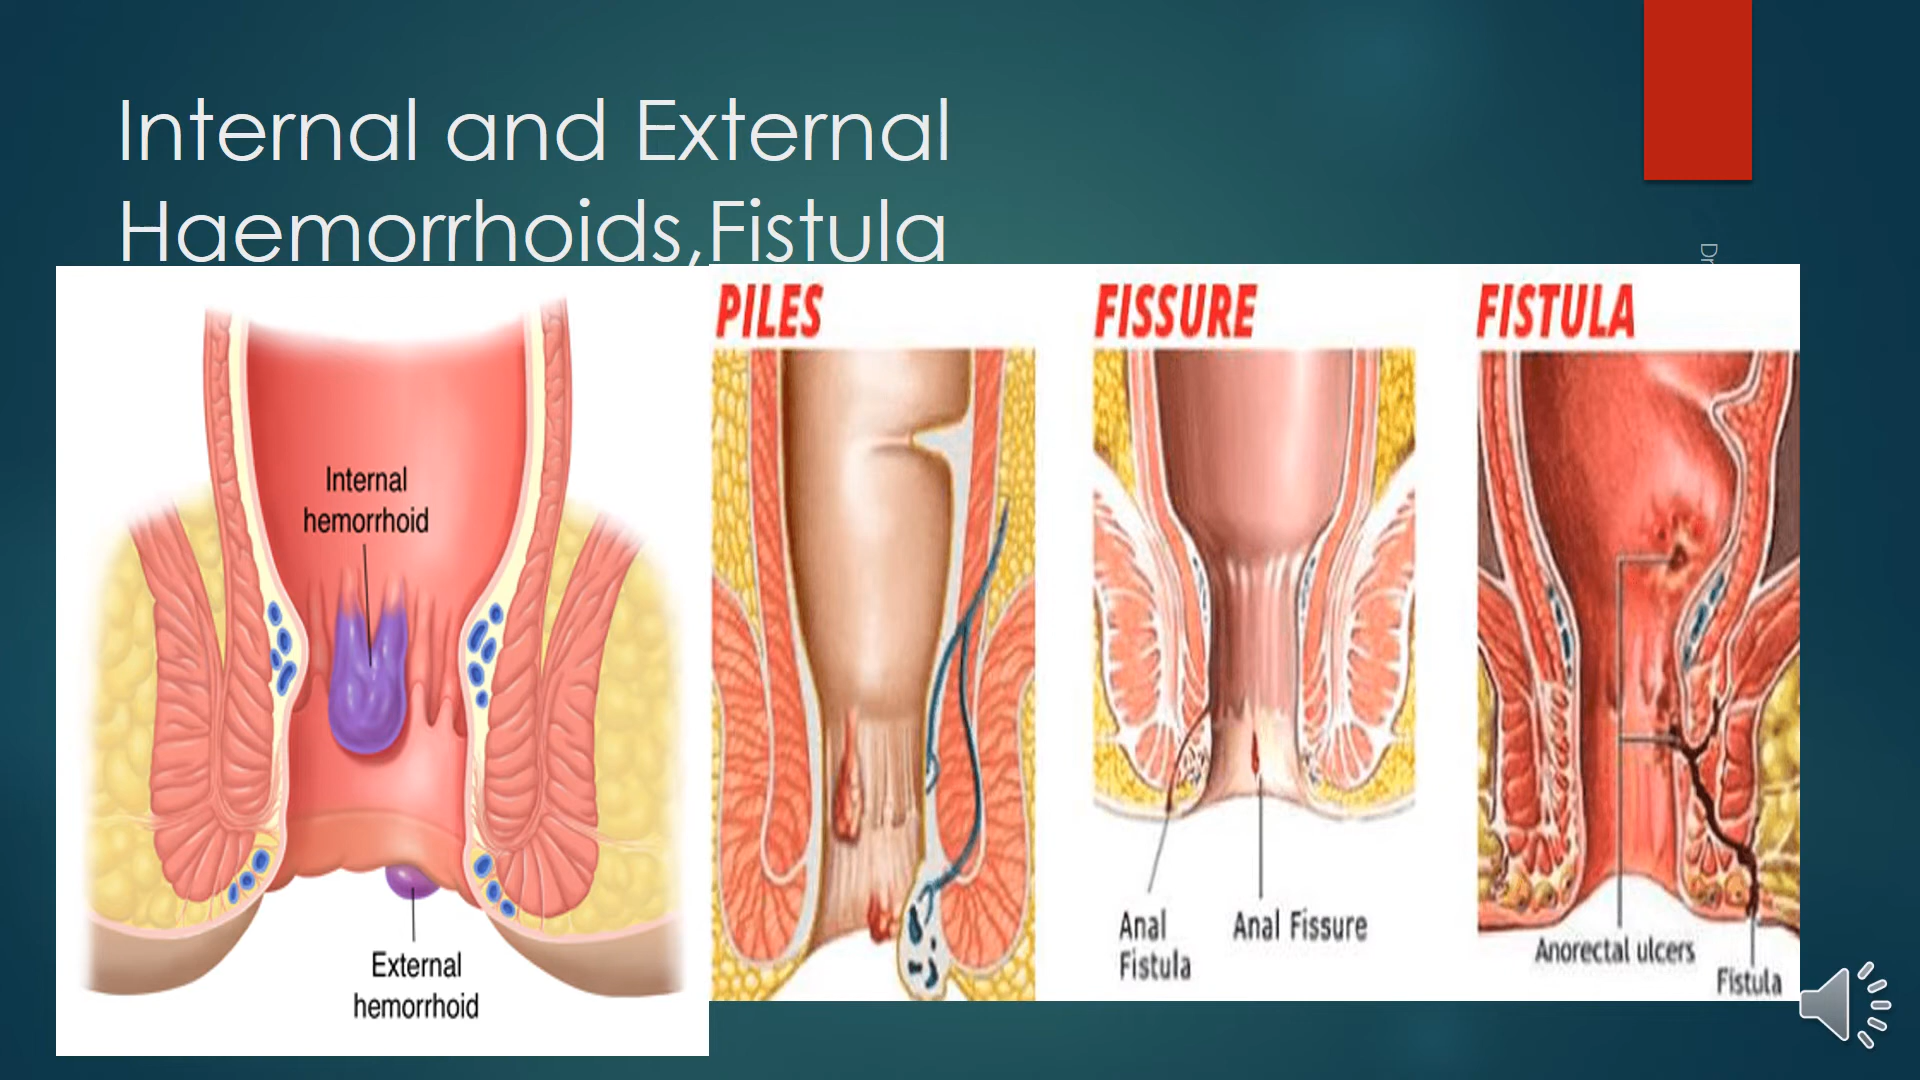 Internal and External
Haemorrhoids,Fistula
Dr
Internal
hemorrhoid
External
hemorrhoid
PILES
FISSURE
Anal
Fistula
Anal Fissure
FISTULA
Anorectal ulcers
Fistula